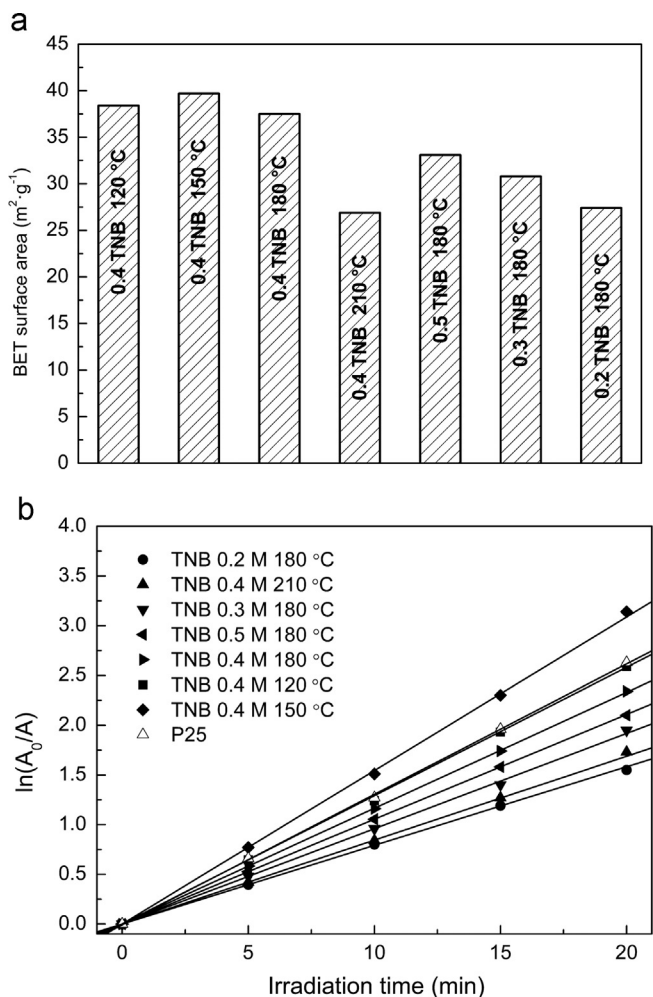 a
BET surface area (m²·g⁻¹)
45
40
35
30
25
20
15
10
5
0
0.4 TNB 120 °C
0.4 TNB 150 °C
0.4 TNB 180 °C
0.4 TNB 210 °C
0.5 TNB 180 °C
0.3 TNB 180 °C
0.2 TNB 180 °C
b
ln(A₀/A)
4.0
3.5
3.0
2.5
2.0
1.5
1.0
0.5
0.0
TNB 0.2 M 180 °C
TNB 0.4 M 210 °C
TNB 0.3 M 180 °C
TNB 0.5 M 180 °C
TNB 0.4 M 180 °C
TNB 0.4 M 120 °C
TNB 0.4 M 150 °C
P25
0 5 10 15 20
Irradiation time (min)